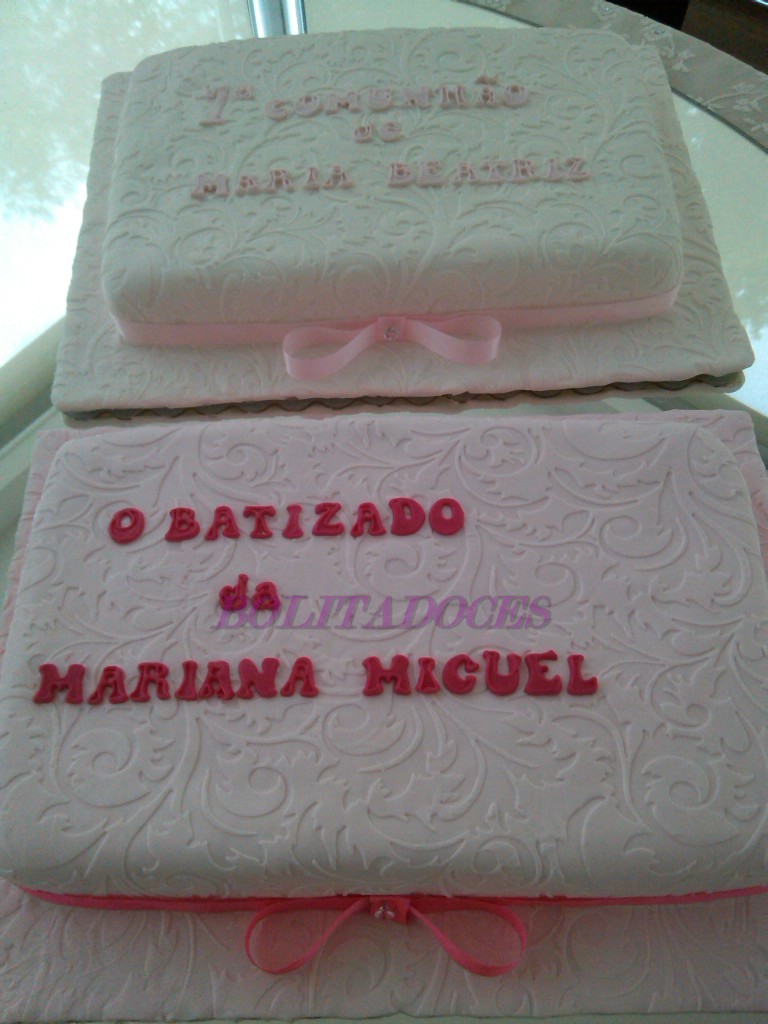 1ª COMUNHÃO
de
MARIA BEATRIZ
O BATIZADO
da
BOLITADOCES
MARIANA MIGUEL